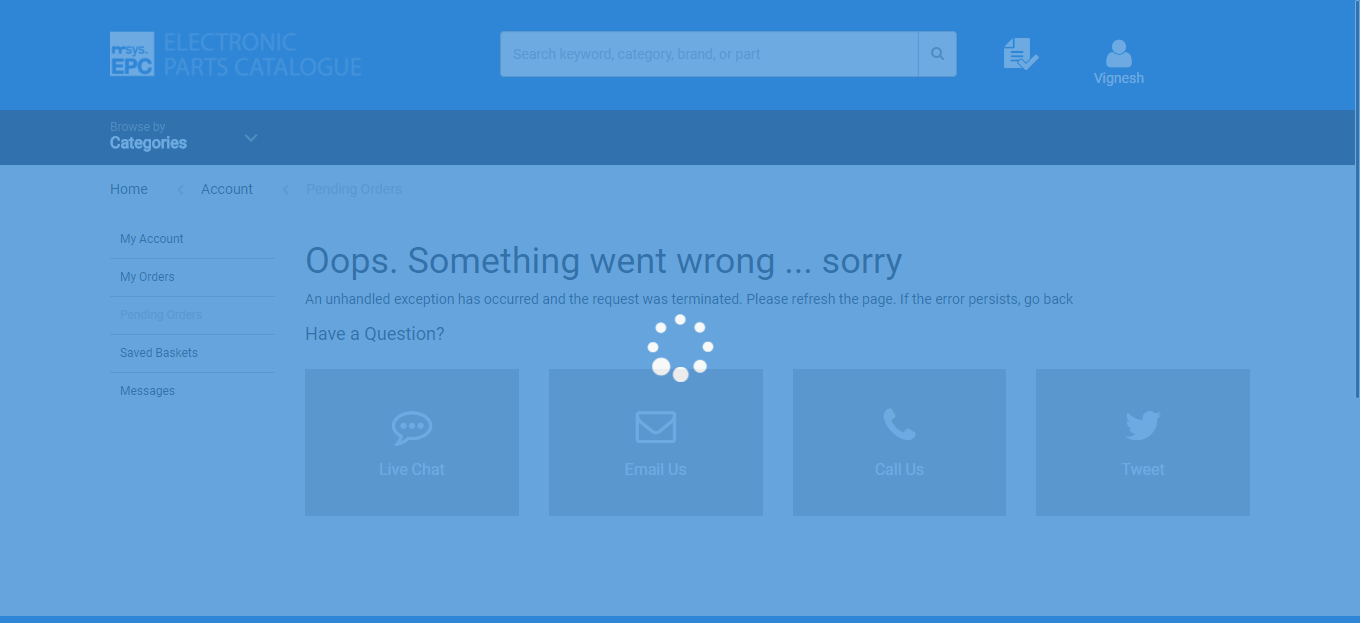 nnsys.
EPC
ELECTRONIC
PARTS CATALOGUE
Search keyword, category, brand, or part
Vignesh
Browse by
Categories
Home
Account
Pending Orders
My Account
My Orders
Pending Orders
Saved Baskets
Messages
Oops. Something went wrong ... sorry
An unhandled exception has occurred and the request was terminated. Please refresh the page. If the error persists, go back
Have a Question?
Live Chat
Email Us
Call Us
Tweet